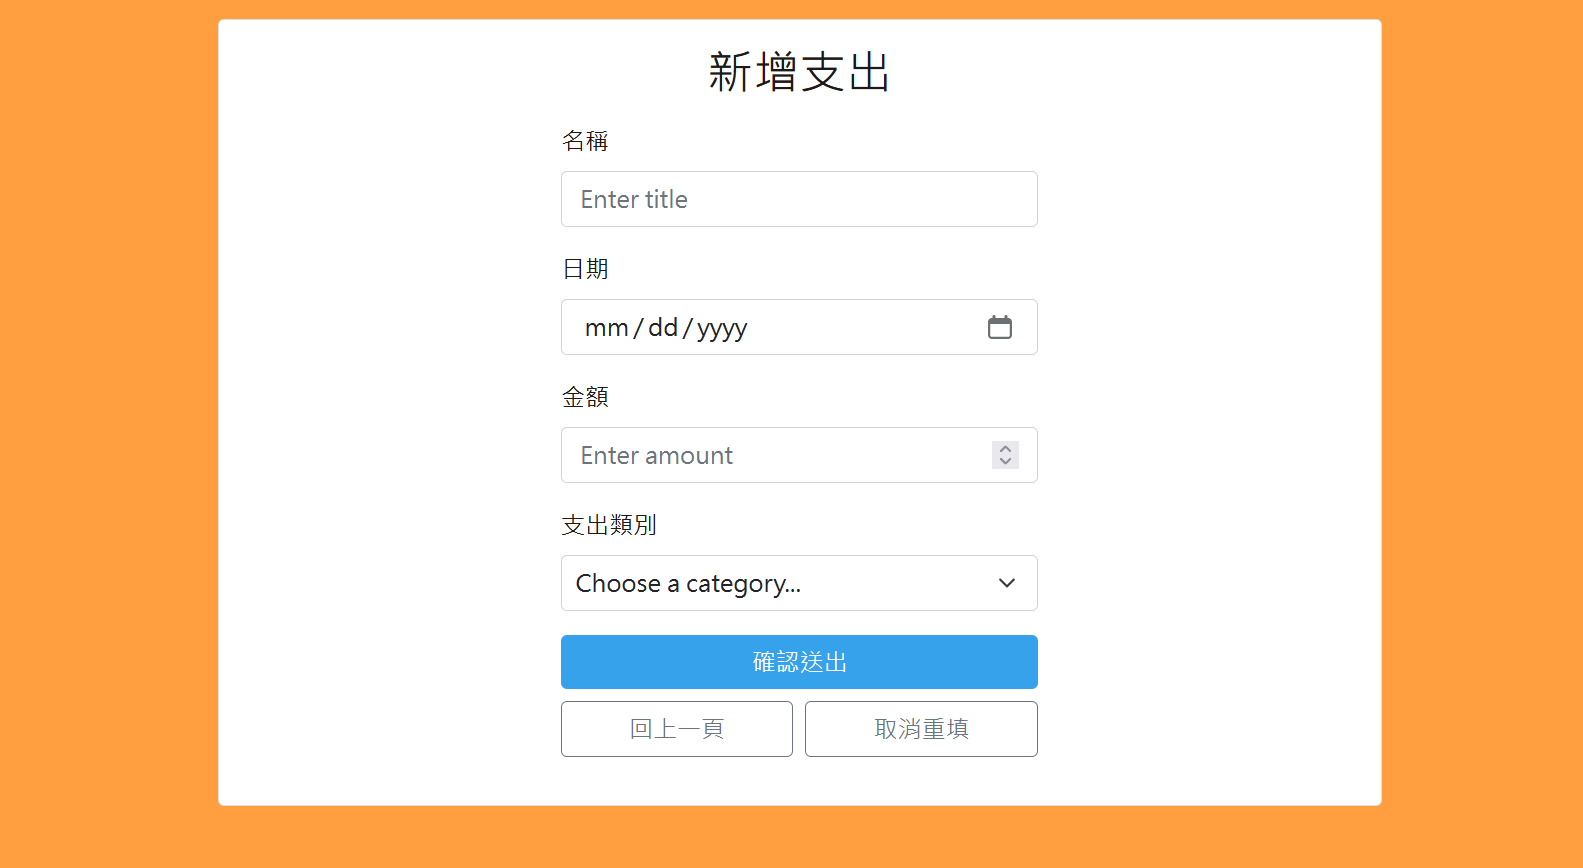 新增支出
名稱
Enter title
日期
mm/dd/yyyy
金額
Enter amount
支出類別
Choose a category...
確認送出
回上一頁 取消重填